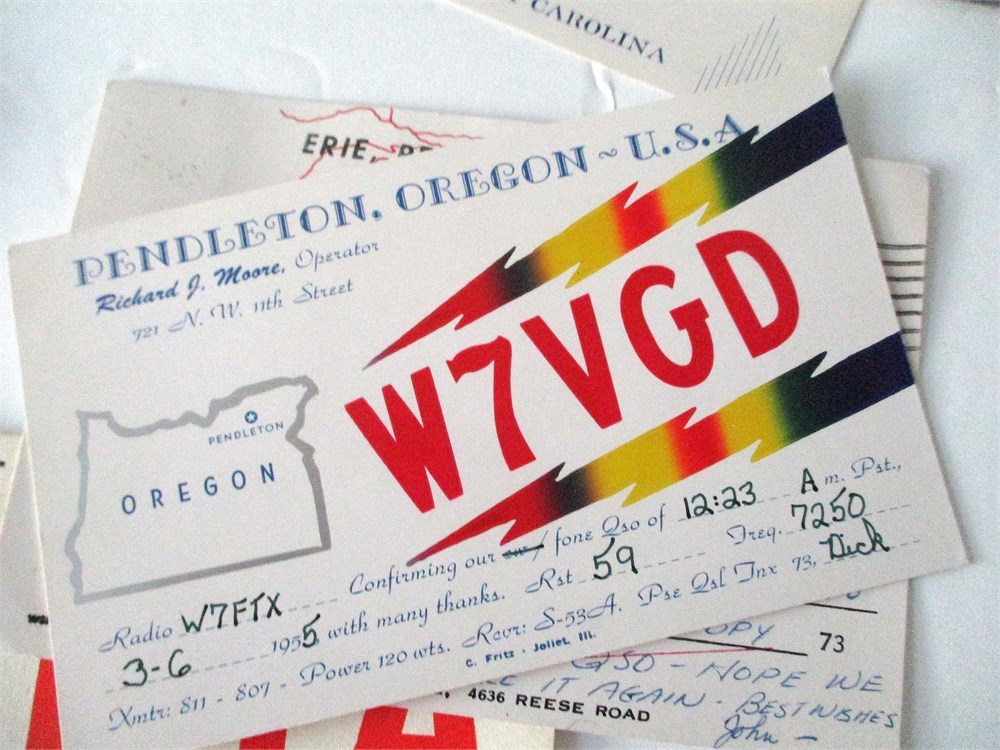 CAROLINA
ERIE,
PENDLETON, OREGON ~ U.S.A
Richard J. Moore, Operator
721 N. W. 11th Street
W7VGD
PENDLETON
OREGON
Radio W7FTX Confirming our fone Qso of 12:23 A m. Pst.,
3-6 1955 with many thanks. Rst 59 Freq. 7250
Xmtr: 811 - 807 - Power 120 wts. Rcvr: S-53A. Pse Qsl Tnx 73, Dick
C. Fritz - Joliet, Ill.
73
QSO - HOPE WE
IT AGAIN - BEST WISHES
4636 REESE ROAD
John -